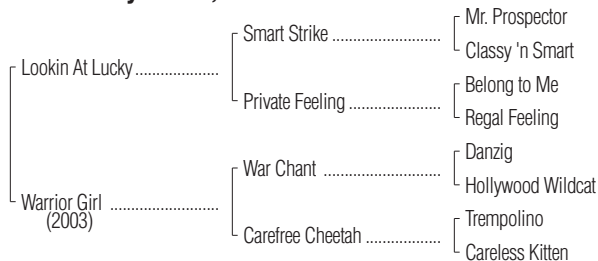 Mr. Prospector
Smart Strike ........................
Classy 'n Smart
Lookin At Lucky...................
Belong to Me
Private Feeling ....................
Regal Feeling
Danzig
War Chant .........................
Hollywood Wildcat
Warrior Girl ........................
(2003)
Trempolino
Carefree Cheetah ................
Careless Kitten